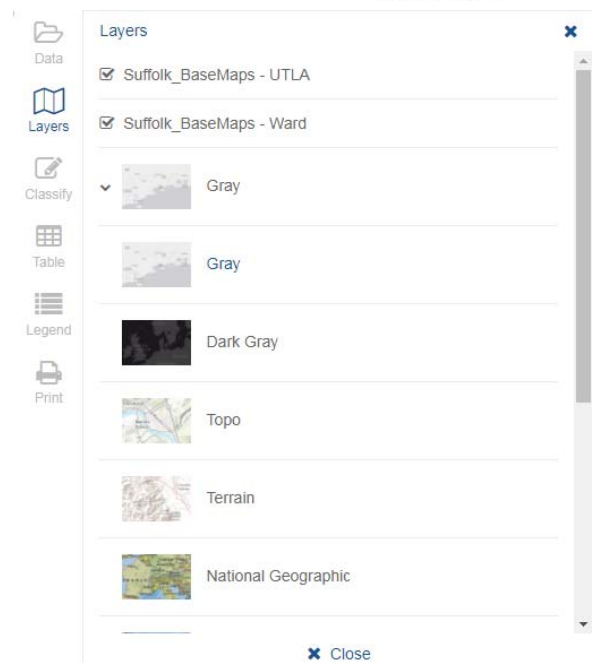 Data
Layers
Classify
Table
Legend
Print
Layers
Suffolk_BaseMaps - UTLA
Suffolk_BaseMaps - Ward
Gray
Gray
Dark Gray
Topo
Terrain
National Geographic
Close